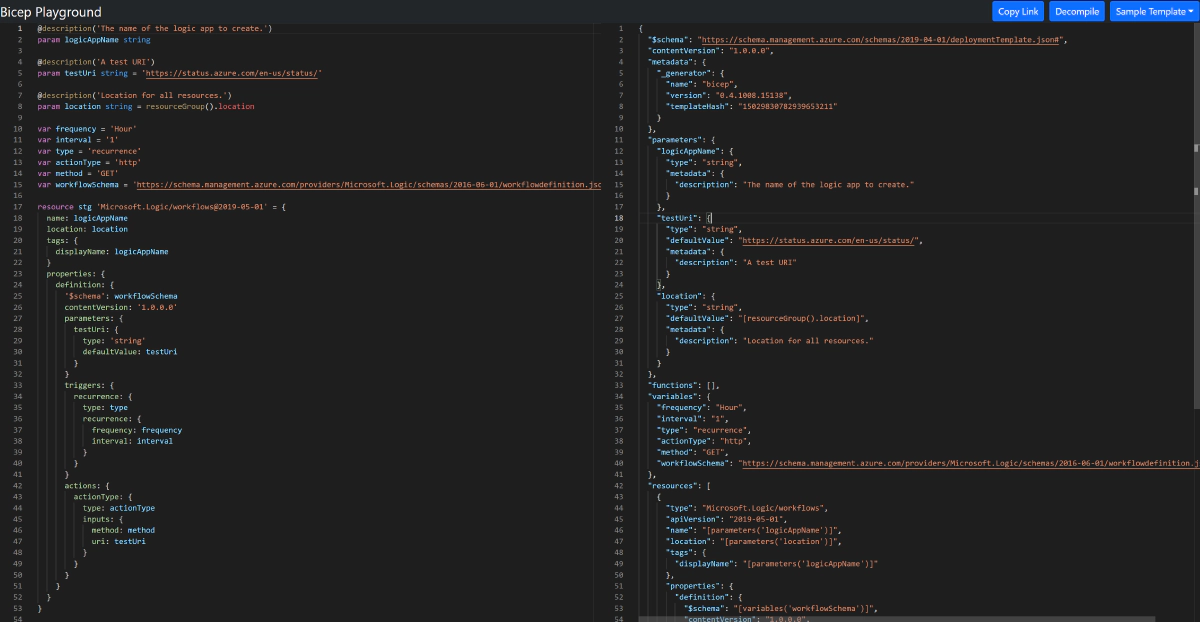 Bicep Playground
Copy Link
Decompile
Sample Template
1 @description('The name of the logic app to create.')
2 param logicAppName string
3
4 @description('A test URI')
5 param testUri string = 'https://status.azure.com/en-us/status/'
6
7 @description('Location for all resources.')
8 param location string = resourceGroup().location
9
10 var frequency = 'Hour'
11 var interval = '1'
12 var type = 'recurrence'
13 var actionType = 'http'
14 var method = 'GET'
15 var workflowSchema = 'https://schema.management.azure.com/providers/Microsoft.Logic/schemas/2016-06-01/workflowdefinition.jsc
16
17 resource stg 'Microsoft.Logic/workflows@2019-05-01' = {
18 name: logicAppName
19 location: location
20 tags: {
21 displayName: logicAppName
22 }
23 properties: {
24 definition: {
25 '$schema': workflowSchema
26 contentVersion: '1.0.0.0'
27 parameters: {
28 testUri: {
29 type: 'string'
30 defaultValue: testUri
31 }
32 }
33 triggers: {
34 recurrence: {
35 type: type
36 recurrence: {
37 frequency: frequency
38 interval: interval
39 }
40 }
41 }
42 actions: {
43 actionType: {
44 type: actionType
45 inputs: {
46 method: method
47 uri: testUri
48 }
49 }
50 }
51 }
52 }
53 }
54
1 {
2 "$schema": "https://schema.management.azure.com/schemas/2019-04-01/deploymentTemplate.json#",
3 "contentVersion": "1.0.0.0",
4 "metadata": {
5 "_generator": {
6 "name": "bicep",
7 "version": "0.4.1008.15138",
8 "templateHash": "15029830782939653211"
9 }
10 },
11 "parameters": {
12 "logicAppName": {
13 "type": "string",
14 "metadata": {
15 "description": "The name of the logic app to create."
16 }
17 },
18 "testUri": {
19 "type": "string",
20 "defaultValue": "https://status.azure.com/en-us/status/",
21 "metadata": {
22 "description": "A test URI"
23 }
24 },
25 "location": {
26 "type": "string",
27 "defaultValue": "[resourceGroup().location]",
28 "metadata": {
29 "description": "Location for all resources."
30 }
31 }
32 },
33 "functions": [],
34 "variables": {
35 "frequency": "Hour",
36 "interval": "1",
37 "type": "recurrence",
38 "actionType": "http",
39 "method": "GET",
40 "workflowSchema": "https://schema.management.azure.com/providers/Microsoft.Logic/schemas/2016-06-01/workflowdefinition.j
41 },
42 "resources": [
43 {
44 "type": "Microsoft.Logic/workflows",
45 "apiVersion": "2019-05-01",
46 "name": "[parameters('logicAppName')]",
47 "location": "[parameters('location')]",
48 "tags": {
49 "displayName": "[parameters('logicAppName')]"
50 },
51 "properties": {
52 "definition": {
53 "$schema": "[variables('workflowSchema')]",
54 "contentVersion": "1.0.0.0",